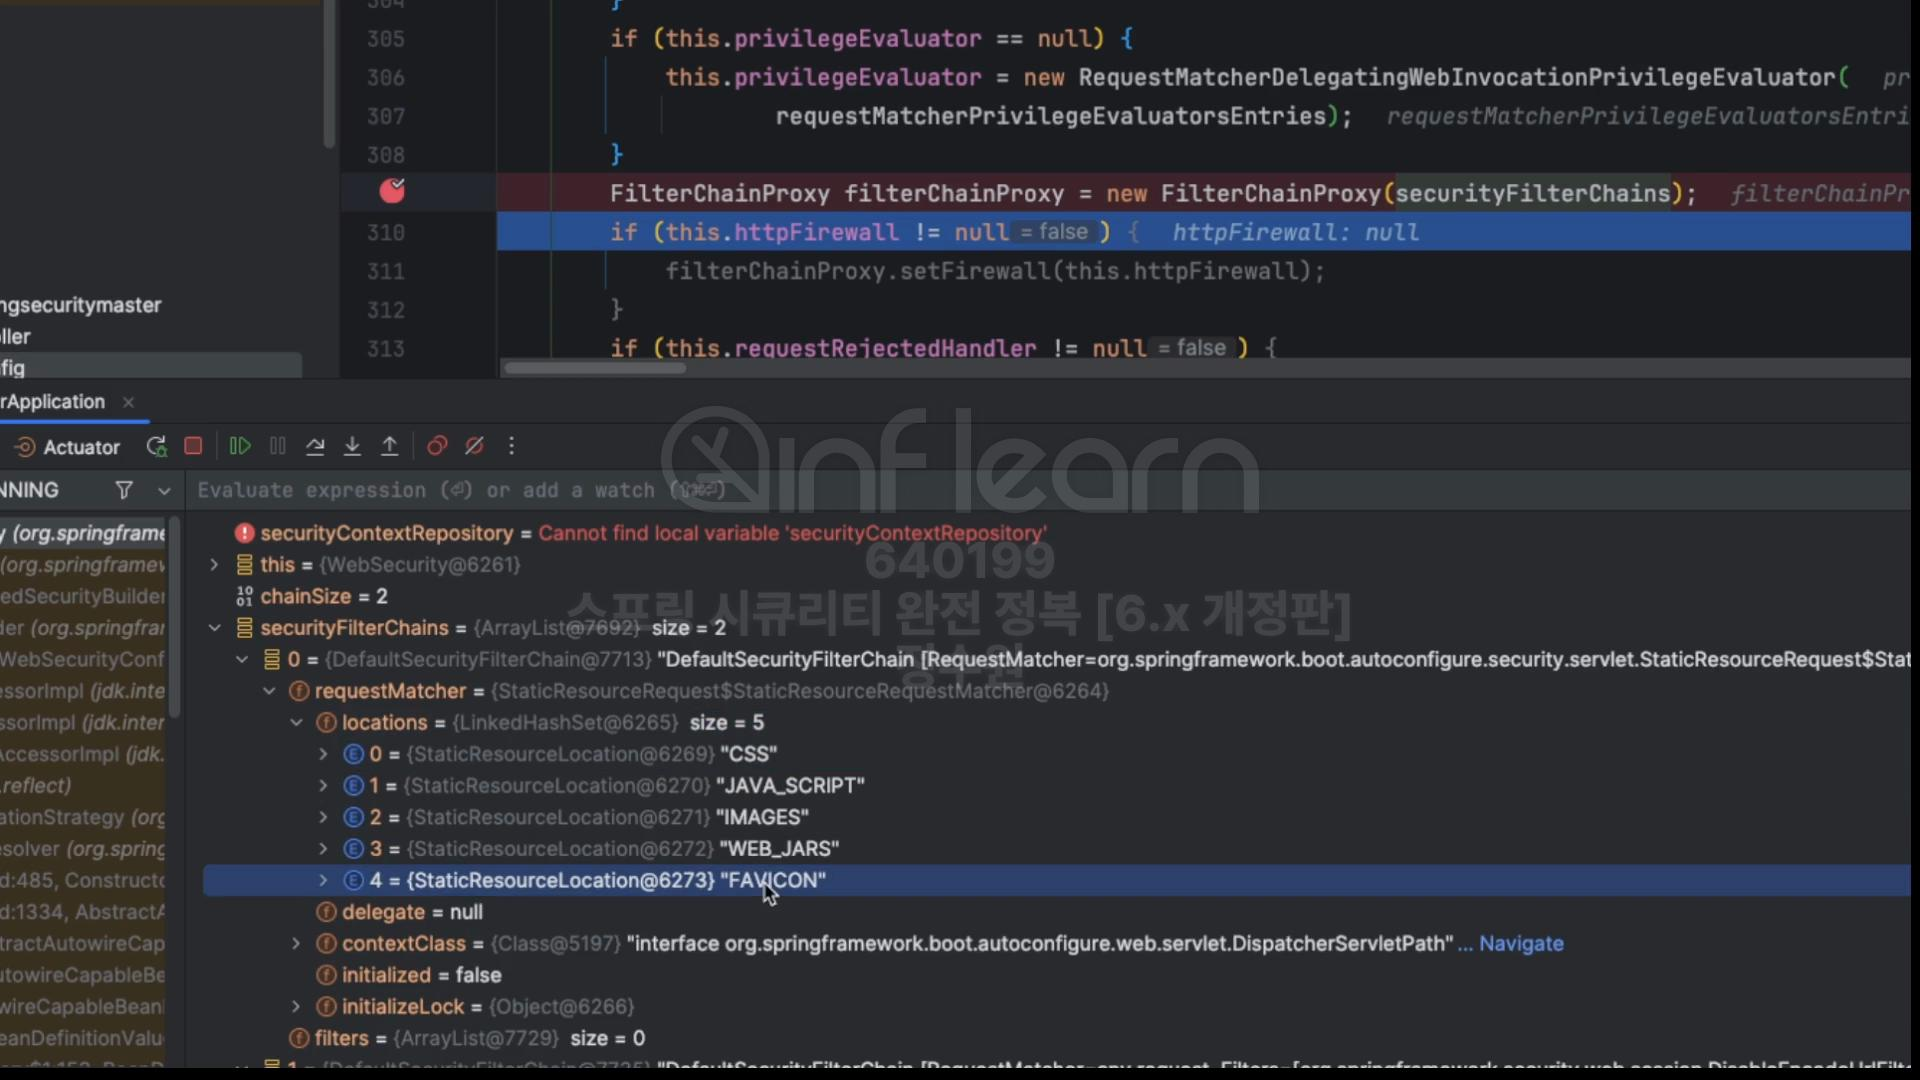 304 }
305 if (this.privilegeEvaluator == null) {
306 this.privilegeEvaluator = new RequestMatcherDelegatingWebInvocationPrivilegeEvaluator( pr
307 requestMatcherPrivilegeEvaluatorsEntries); requestMatcherPrivilegeEvaluatorsEntri
308 }
FilterChainProxy filterChainProxy = new FilterChainProxy(securityFilterChains); filterChainPr
310 if (this.httpFirewall != null = false ) { httpFirewall: null
311 filterChainProxy.setFirewall(this.httpFirewall);
312 }
313 if (this.requestRejectedHandler != null = false ) {
ngsecuritymaster
ller
fig
rApplication
Actuator
NNING
Evaluate expression (⏎) or add a watch (⇧⌘⏎)
inflearn
640199
스프링 시큐리티 완전 정복 [6.x 개정판]
정수원
y (org.springframe
(org.springframev
edSecurityBuilder
der (org.springfrar
WebSecurityConf
essorImpl (jdk.inte
ssorImpl (jdk.inter
AccessorImpl (jdk.
.reflect)
ationStrategy (org
esolver (org.spring
d:485, Constructo
d:1334, AbstractA
tractAutowireCap
utowireCapableBe
wireCapableBean
eanDefinitionValu
securityContextRepository = Cannot find local variable 'securityContextRepository'
this = {WebSecurity@6261}
chainSize = 2
securityFilterChains = {ArrayList@7692} size = 2
0 = {DefaultSecurityFilterChain@7713} "DefaultSecurityFilterChain [RequestMatcher=org.springframework.boot.autoconfigure.security.servlet.StaticResourceRequest$Stat
requestMatcher = {StaticResourceRequest$StaticResourceRequestMatcher@6264}
locations = {LinkedHashSet@6265} size = 5
0 = {StaticResourceLocation@6269} "CSS"
1 = {StaticResourceLocation@6270} "JAVA_SCRIPT"
2 = {StaticResourceLocation@6271} "IMAGES"
3 = {StaticResourceLocation@6272} "WEB_JARS"
4 = {StaticResourceLocation@6273} "FAVICON"
delegate = null
contextClass = {Class@5197} "interface org.springframework.boot.autoconfigure.web.servlet.DispatcherServletPath" ... Navigate
initialized = false
initializeLock = {Object@6266}
filters = {ArrayList@7729} size = 0